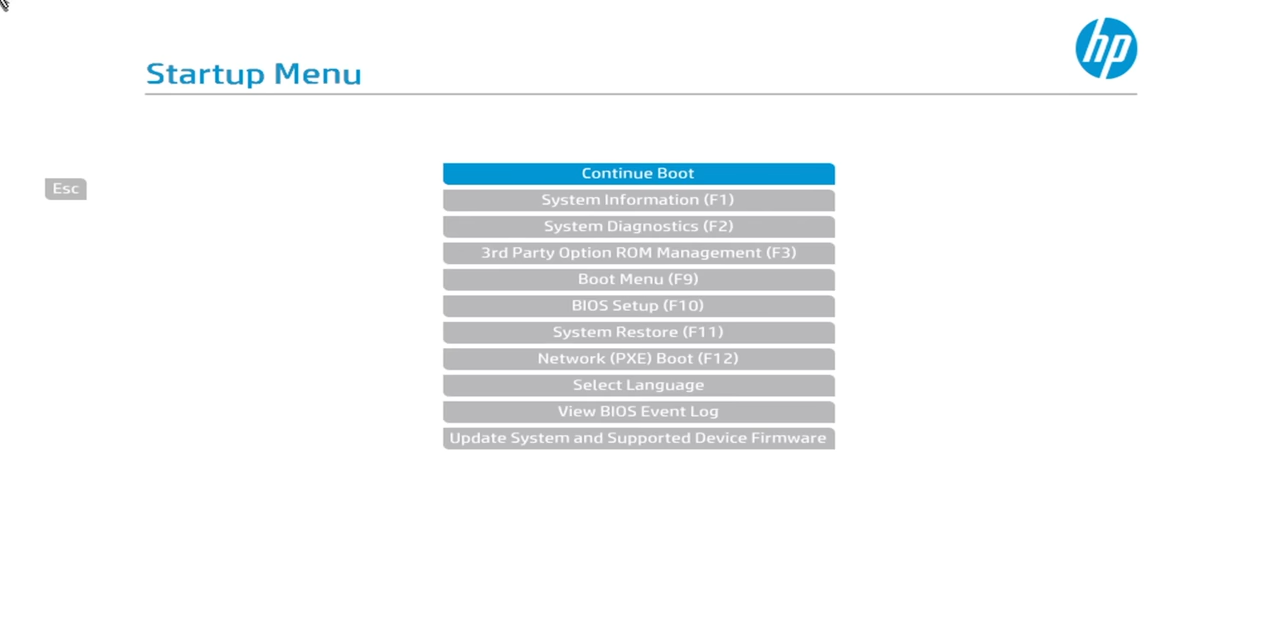 hp
Startup Menu
Esc
Continue Boot
System Information (F1)
System Diagnostics (F2)
3rd Party Option ROM Management (F3)
Boot Menu (F9)
BIOS Setup (F10)
System Restore (F11)
Network (PXE) Boot (F12)
Select Language
View BIOS Event Log
Update System and Supported Device Firmware